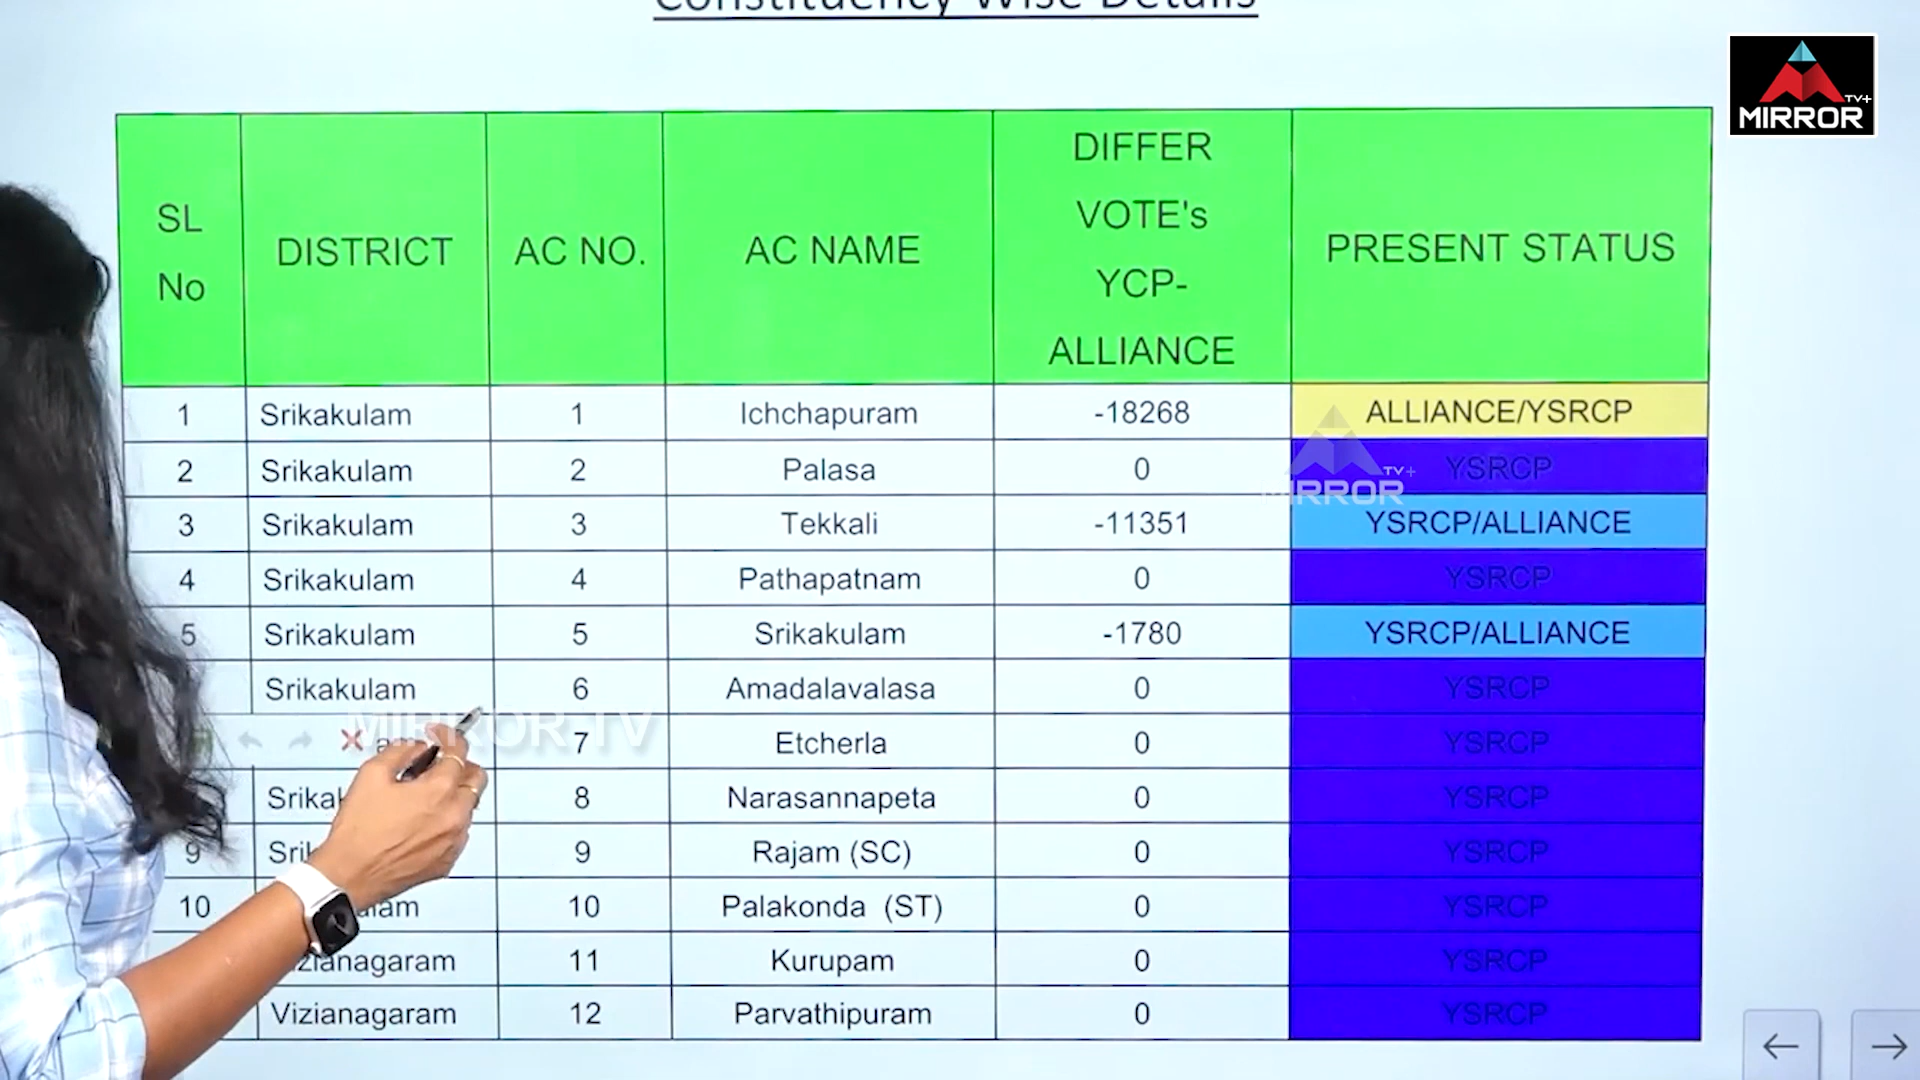 Constituency Wise Details
MIRROR TV+
SL No DISTRICT AC NO. AC NAME DIFFER VOTE's YCP-ALLIANCE PRESENT STATUS
1 Srikakulam 1 Ichchapuram -18268 ALLIANCE/YSRCP
2 Srikakulam 2 Palasa 0 YSRCP
TV+
MIRROR
3 Srikakulam 3 Tekkali -11351 YSRCP/ALLIANCE
4 Srikakulam 4 Pathapatnam 0 YSRCP
5 Srikakulam 5 Srikakulam -1780 YSRCP/ALLIANCE
Srikakulam 6 Amadalavalasa 0 YSRCP
MIRROR TV
7 Etcherla 0 YSRCP
8 Narasannapeta 0 YSRCP
9 9 Rajam (SC) 0 YSRCP
10 10 Palakonda (ST) 0 YSRCP
Vizianagaram 11 Kurupam 0 YSRCP
Vizianagaram 12 Parvathipuram 0 YSRCP